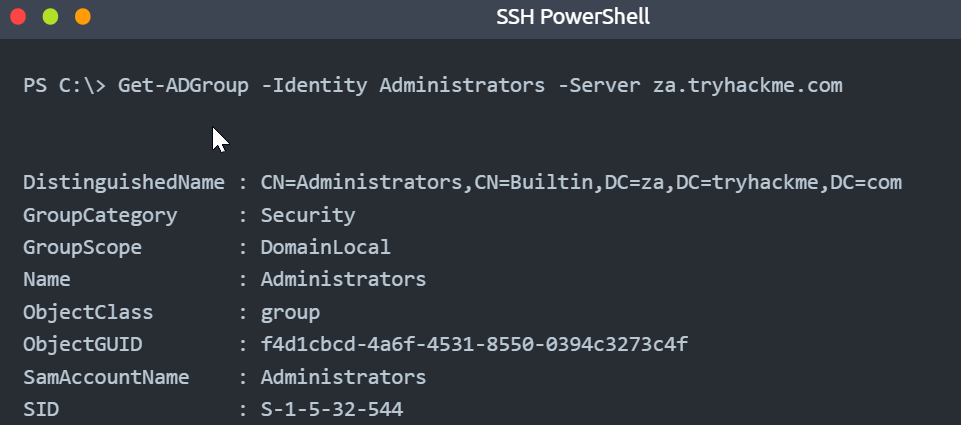 SSH PowerShell
PS C:\> Get-ADGroup -Identity Administrators -Server za.tryhackme.com
DistinguishedName : CN=Administrators,CN=Builtin,DC=za,DC=tryhackme,DC=com
GroupCategory     : Security
GroupScope        : DomainLocal
Name              : Administrators
ObjectClass       : group
ObjectGUID        : f4d1cbcd-4a6f-4531-8550-0394c3273c4f
SamAccountName    : Administrators
SID               : S-1-5-32-544